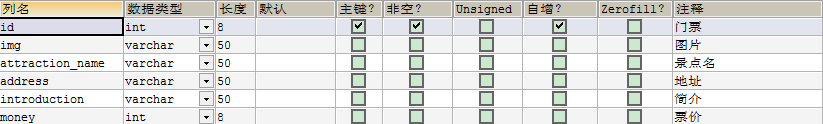 列名 数据类型 长度 默认 主键? 非空? Unsigned 自增? Zerofill? 注释
id int 8 门票
img varchar 50 图片
attraction_name varchar 50 景点名
address varchar 50 地址
introduction varchar 50 简介
money int 8 票价